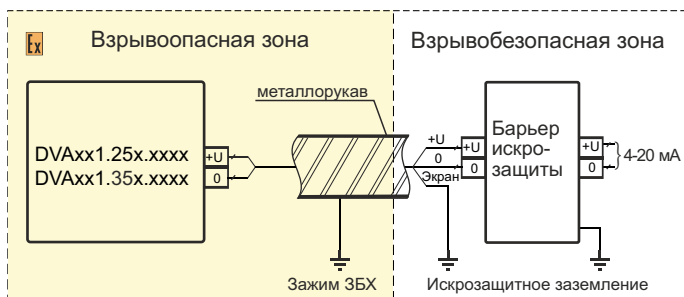 Ex
Взрывоопасная зона
Взрывобезопасная зона
металлорукав
DVAxx1.25x.xxxx
DVAxx1.35x.xxxx
+U
0
+U
0
Экран
+U
0
Барьер
искро-
защиты
+U
0
4-20 мА
Зажим ЗБХ
Искрозащитное заземление